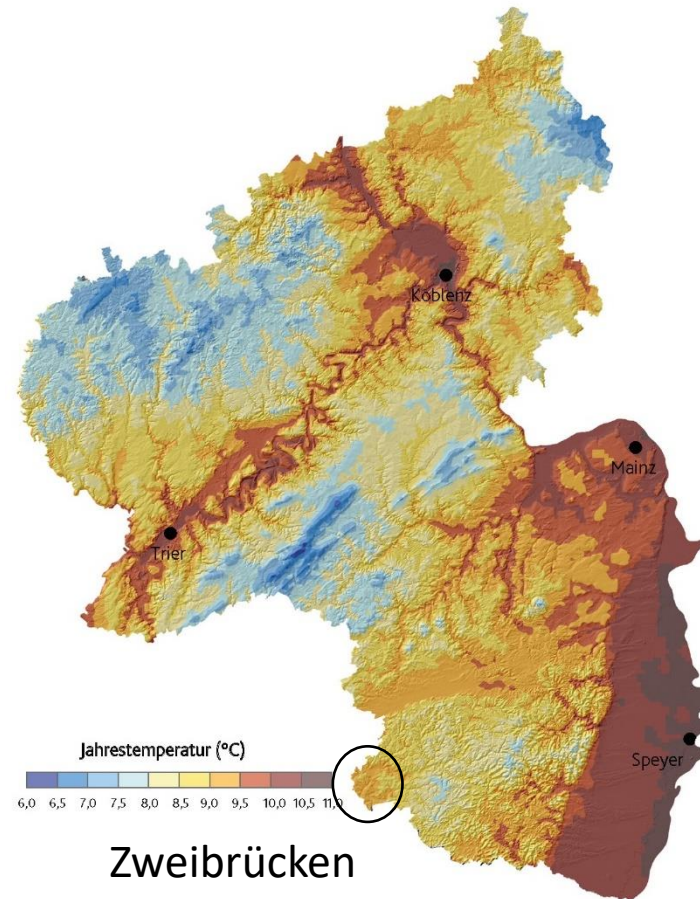 Koblenz
Mainz
Trier
Speyer
Jahrestemperatur (°C)
6,0 6,5 7,0 7,5 8,0 8,5 9,0 9,5 10,0 10,5 11,0
Zweibrücken